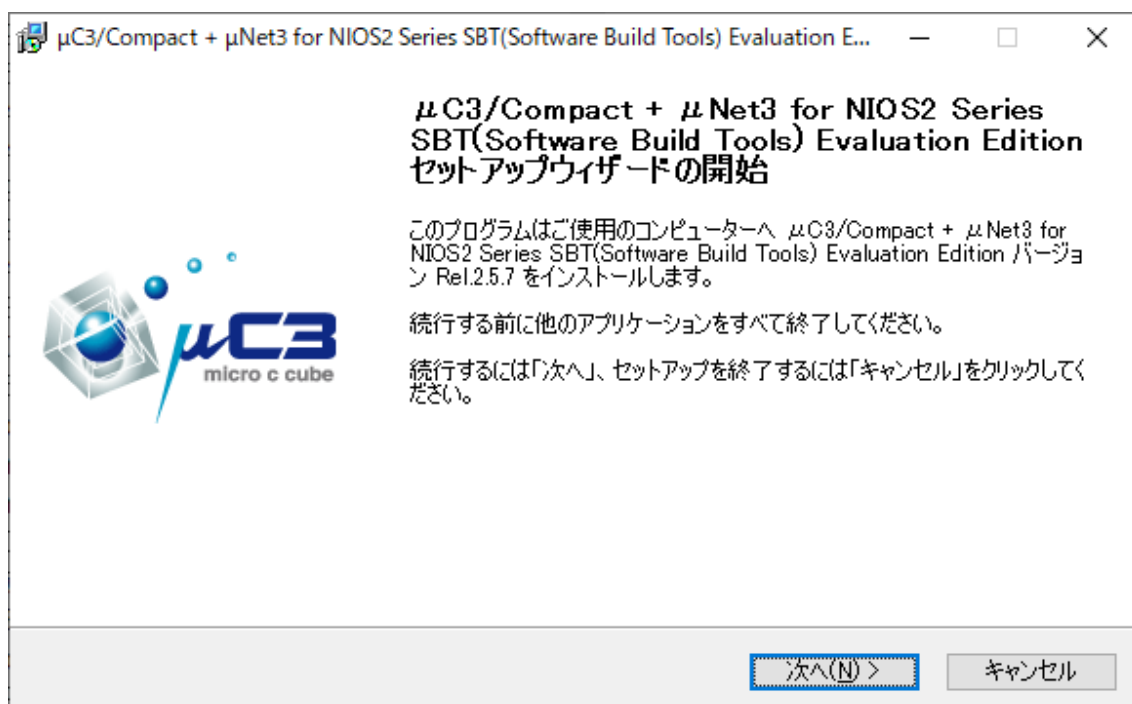 μC3/Compact + μNet3 for NIOS2 Series SBT(Software Build Tools) Evaluation E...
μC3/Compact + μNet3 for NIOS2 Series
SBT(Software Build Tools) Evaluation Edition
セットアップウィザードの開始
このプログラムはご使用のコンピューターへ μC3/Compact + μNet3 for
NIOS2 Series SBT(Software Build Tools) Evaluation Edition バージョ
ン Rel.2.5.7 をインストールします。
続行する前に他のアプリケーションをすべて終了してください。
続行するには「次へ」、セットアップを終了するには「キャンセル」をクリックしてく
ださい。
μC3
micro c cube
次へ(N) >
キャンセル